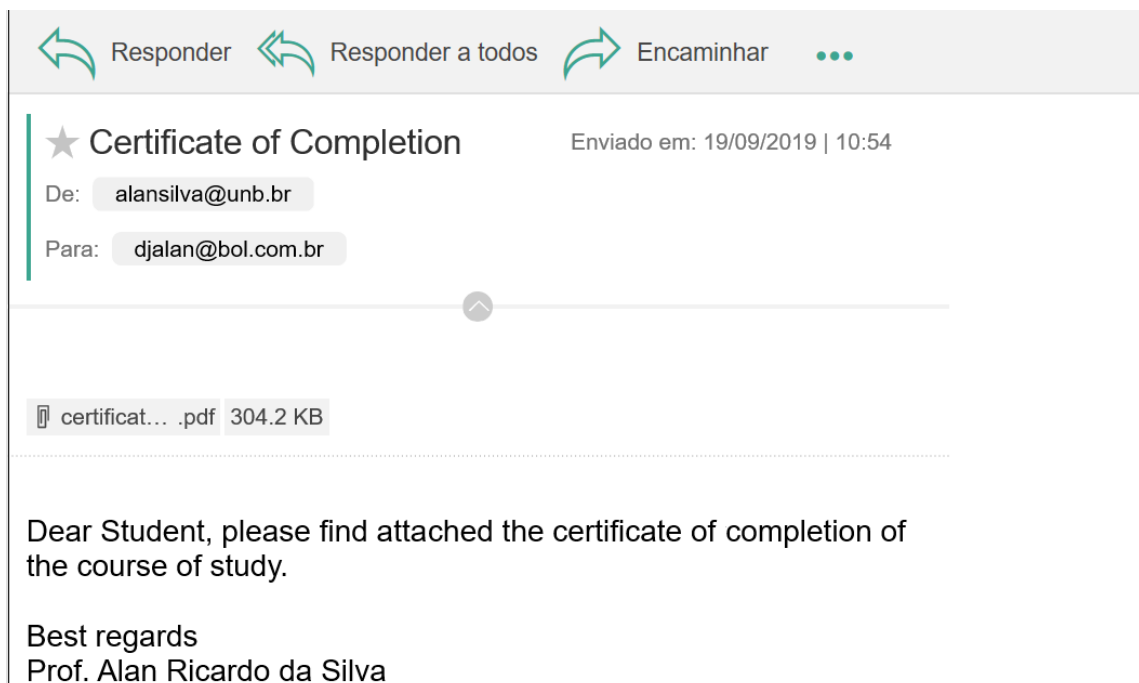 Responder Responder a todos Encaminhar
Certificate of Completion Enviado em: 19/09/2019 | 10:54
De: alansilva@unb.br
Para: djalan@bol.com.br
certificat... .pdf 304.2 KB
Dear Student, please find attached the certificate of completion of
the course of study.
Best regards
Prof. Alan Ricardo da Silva